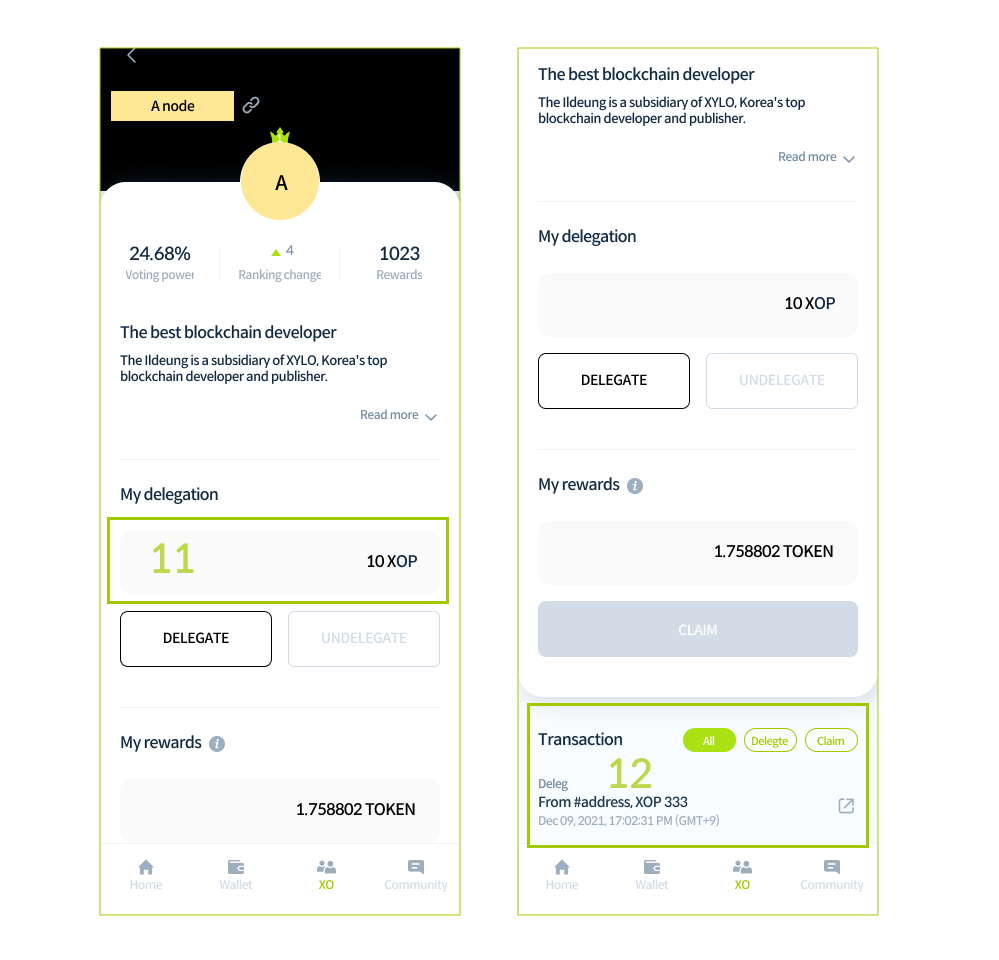 A node
A
24.68%
Voting power
4
Ranking change
1023
Rewards
The best blockchain developer
The Ildeung is a subsidiary of XYLO, Korea's top
blockchain developer and publisher.
Read more
My delegation
11
10 XOP
DELEGATE
UNDELEGATE
My rewards i
1.758802 TOKEN
Home
Wallet
XO
Community
The best blockchain developer
The Ildeung is a subsidiary of XYLO, Korea's top
blockchain developer and publisher.
Read more
My delegation
10 XOP
DELEGATE
UNDELEGATE
My rewards i
1.758802 TOKEN
CLAIM
Transaction
All
Delegte
Claim
12
Deleg
From #address, XOP 333
Dec 09, 2021, 17:02:31 PM (GMT+9)
Home
Wallet
XO
Community